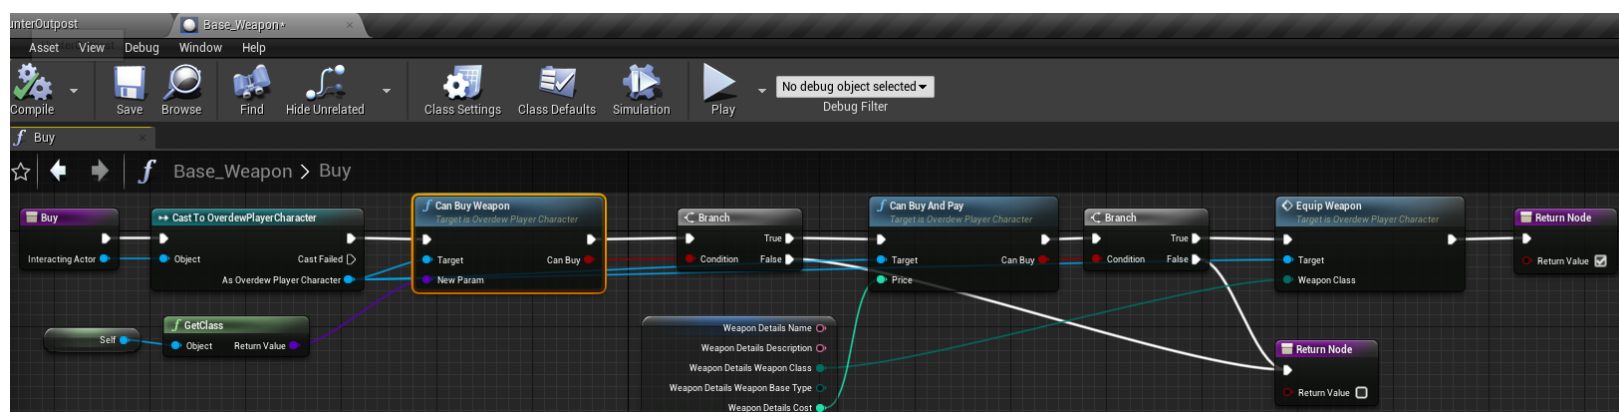 unterOutpost
Base_Weapon*
Asset View Debug Window Help
Compile
Save
Browse
Find
Hide Unrelated
Class Settings
Class Defaults
Simulation
Play
No debug object selected
Debug Filter
Buy
Base_Weapon > Buy
Buy
Interacting Actor
Cast To OverdewPlayerCharacter
Object
Cast Failed
As Overdew Player Character
Can Buy Weapon
Target is Overdew Player Character
Target
Can Buy
New Param
Branch
True
Condition
False
Can Buy And Pay
Target is Overdew Player Character
Target
Can Buy
Price
Branch
True
Condition
False
Equip Weapon
Target is Overdew Player Character
Target
Weapon Class
Return Node
Return Value
Self
GetClass
Object
Return Value
Weapon Details Name
Weapon Details Description
Weapon Details Weapon Class
Weapon Details Weapon Base Type
Weapon Details Cost
Return Node
Return Value